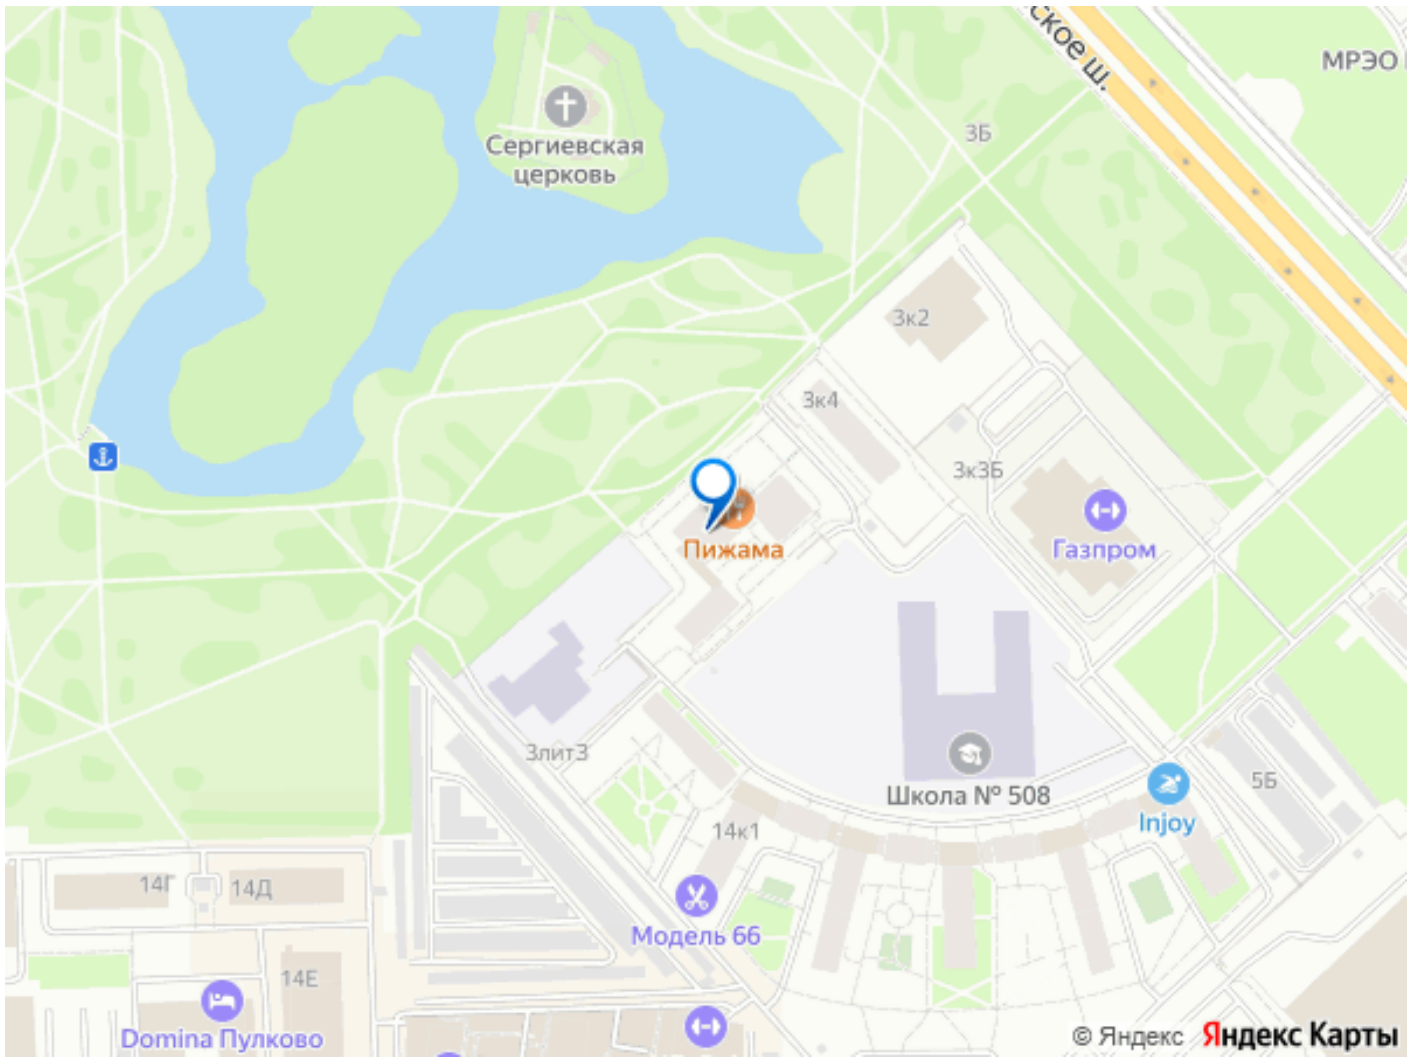 ское ш.
МРЭО
3Б
Сергиевская
церковь
3к2
3к4
3к3Б
Пижама
Газпром
3лит3
Школа № 508
5Б
Injoy
14к1
14Г
14Д
Модель 66
14Е
Domina Пулково
© Яндекс Яндекс Карты